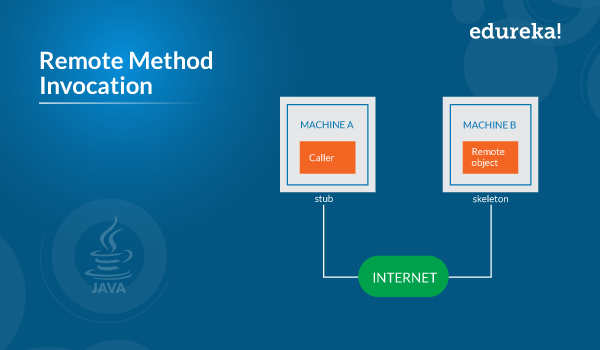 edureka!
Remote Method
Invocation
MACHINE A
Caller
stub
MACHINE B
Remote
object
skeleton
INTERNET
JAVA